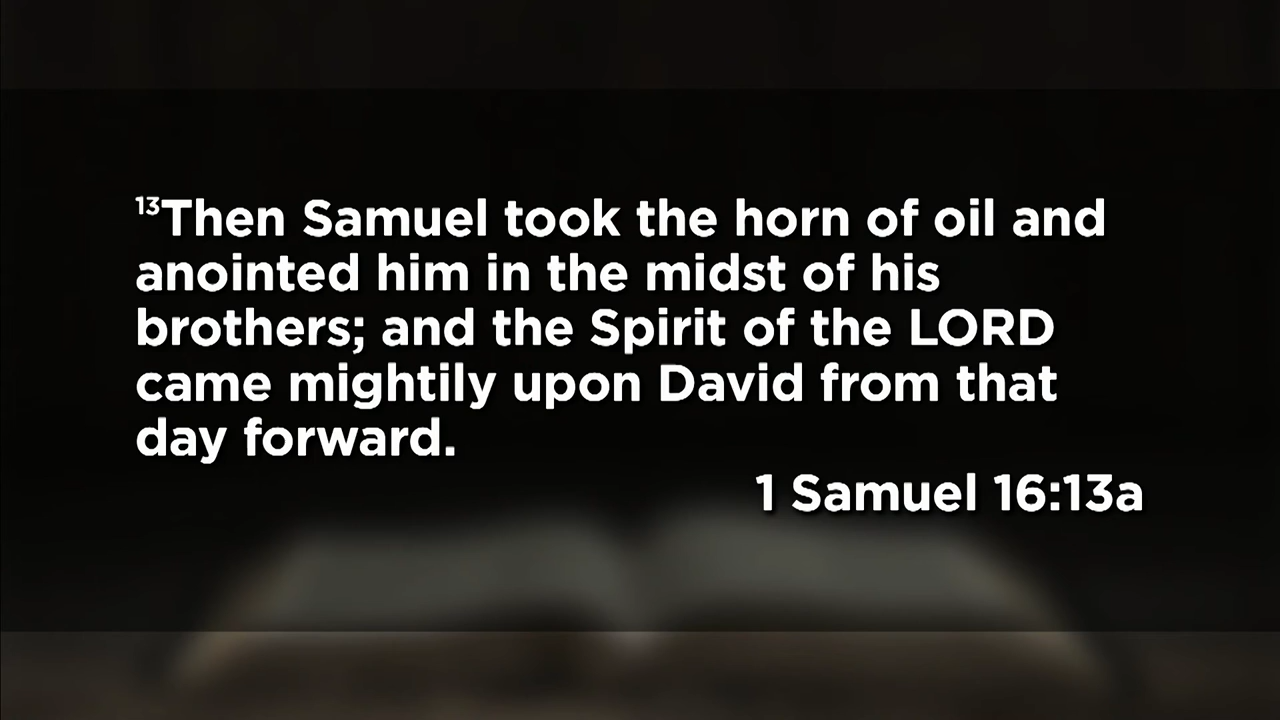 13Then Samuel took the horn of oil and
anointed him in the midst of his
brothers; and the Spirit of the LORD
came mightily upon David from that
day forward.
1 Samuel 16:13a